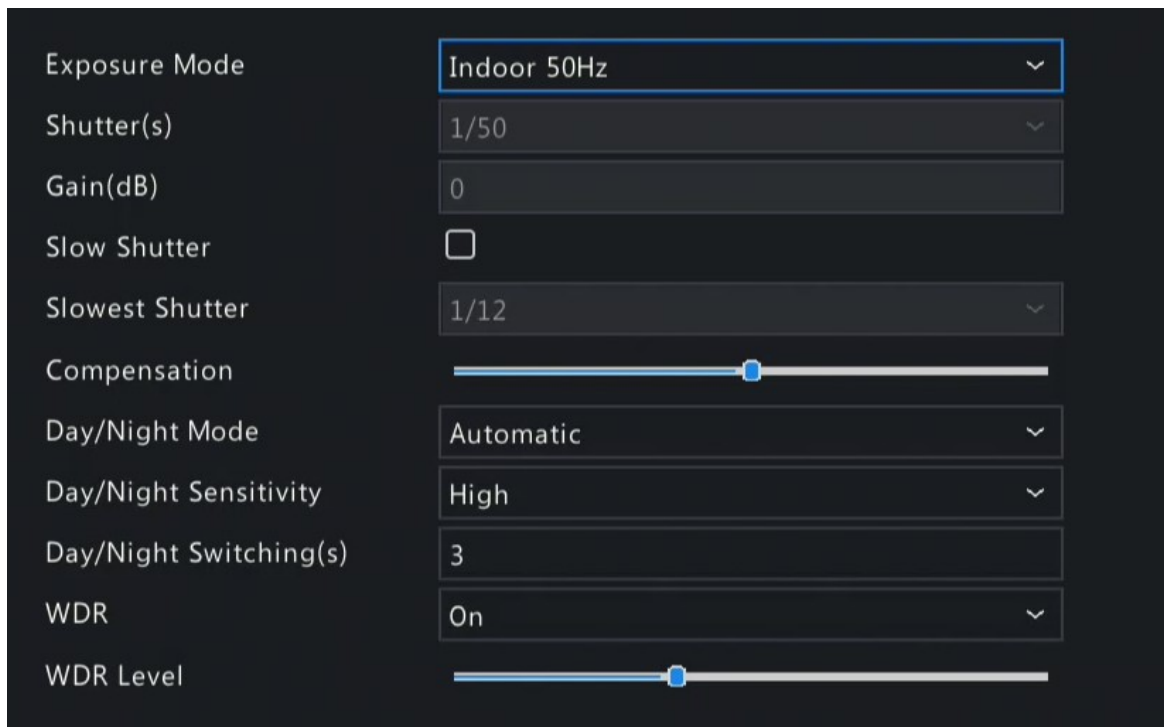 Exposure Mode Indoor 50Hz
Shutter(s) 1/50
Gain(dB) 0
Slow Shutter
Slowest Shutter 1/12
Compensation
Day/Night Mode Automatic
Day/Night Sensitivity High
Day/Night Switching(s) 3
WDR On
WDR Level